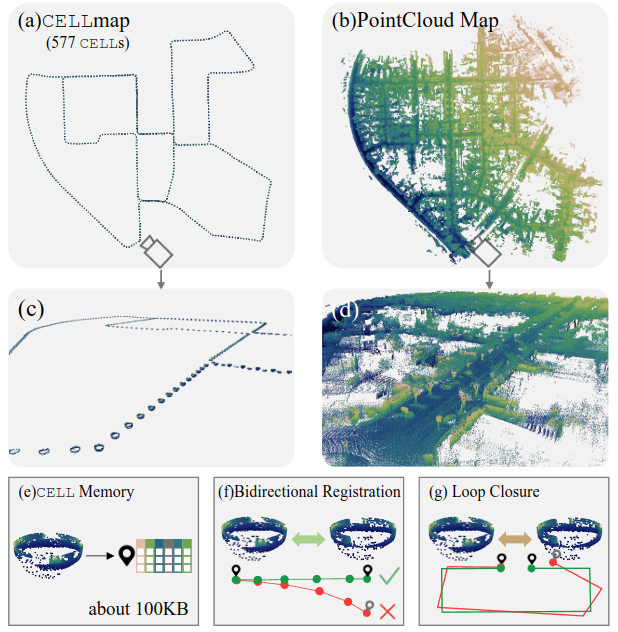 (a)CELLmap
(577 CELLs)
(b)PointCloud Map
(c)
(d)
(e)CELL Memory
about 100KB
(f)Bidirectional Registration
(g) Loop Closure